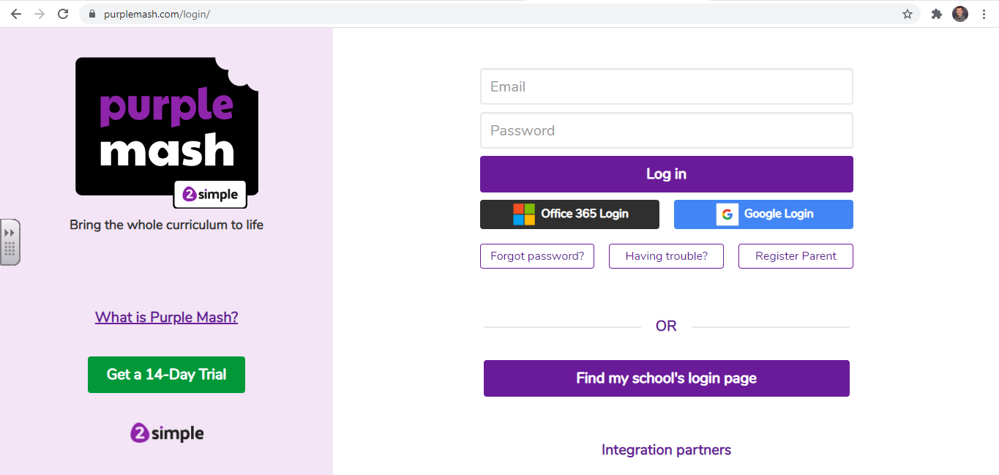 purplemash.com/login/
purple
mash
2simple
Bring the whole curriculum to life
What is Purple Mash?
Get a 14-Day Trial
2simple
Email
Password
Log in
Office 365 Login
G Google Login
Forgot password?
Having trouble?
Register Parent
OR
Find my school's login page
Integration partners